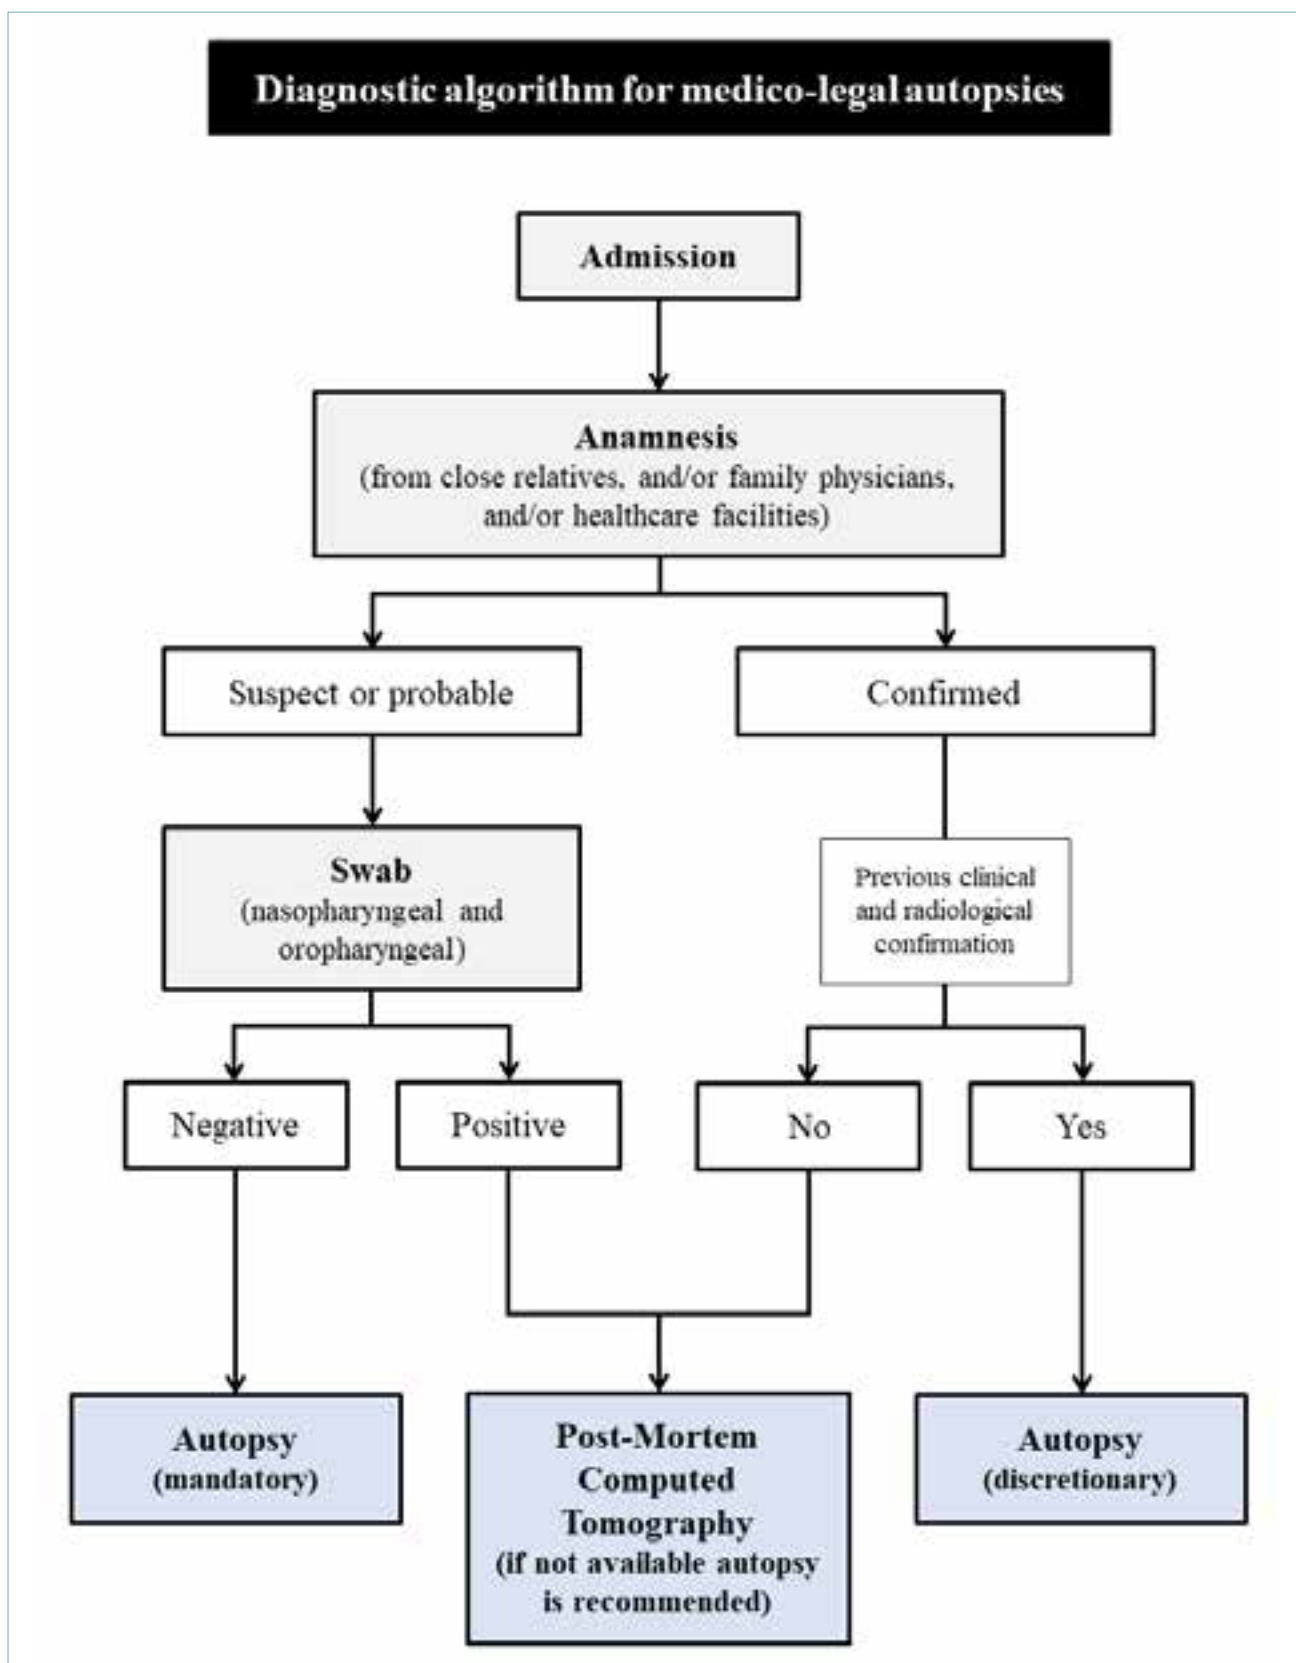 Diagnostic algorithm for medico-legal autopsies
Admission
Anamnesis
(from close relatives, and/or family physicians,
and/or healthcare facilities)
Suspect or probable
Confirmed
Swab
(nasopharyngeal and
oropharyngeal)
Previous clinical
and radiological
confirmation
Negative
Positive
No
Yes
Autopsy
(mandatory)
Post-Mortem
Computed
Tomography
(if not available autopsy
is recommended)
Autopsy
(discretionary)